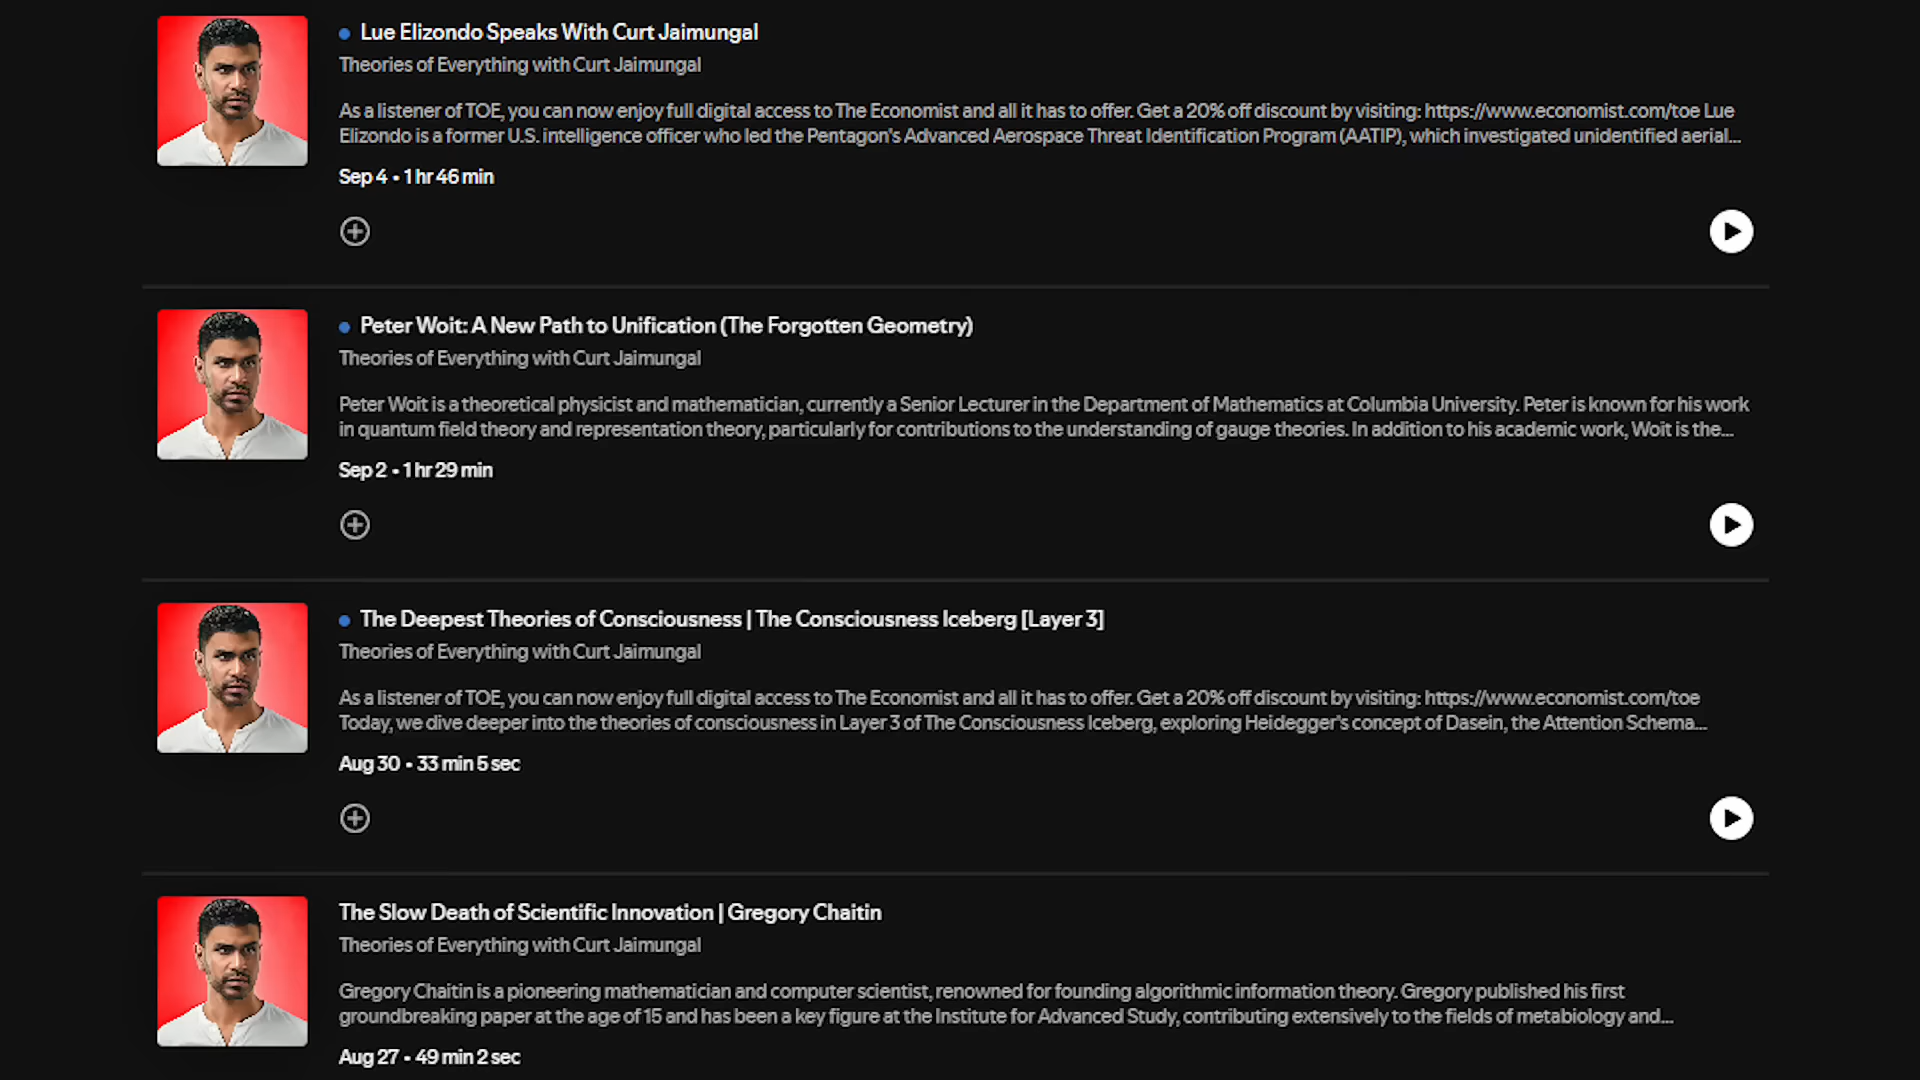 Lue Elizondo Speaks With Curt Jaimungal
Theories of Everything with Curt Jaimungal
As a listener of TOE, you can now enjoy full digital access to The Economist and all it has to offer. Get a 20% off discount by visiting: https://www.economist.com/toe Lue
Elizondo is a former U.S. intelligence officer who led the Pentagon's Advanced Aerospace Threat Identification Program (AATIP), which investigated unidentified aerial...
Sep 4 • 1 hr 46 min
Peter Woit: A New Path to Unification (The Forgotten Geometry)
Theories of Everything with Curt Jaimungal
Peter Woit is a theoretical physicist and mathematician, currently a Senior Lecturer in the Department of Mathematics at Columbia University. Peter is known for his work
in quantum field theory and representation theory, particularly for contributions to the understanding of gauge theories. In addition to his academic work, Woit is the...
Sep 2 • 1 hr 29 min
The Deepest Theories of Consciousness | The Consciousness Iceberg [Layer 3]
Theories of Everything with Curt Jaimungal
As a listener of TOE, you can now enjoy full digital access to The Economist and all it has to offer. Get a 20% off discount by visiting: https://www.economist.com/toe
Today, we dive deeper into the theories of consciousness in Layer 3 of The Consciousness Iceberg, exploring Heidegger's concept of Dasein, the Attention Schema...
Aug 30 • 33 min 5 sec
The Slow Death of Scientific Innovation | Gregory Chaitin
Theories of Everything with Curt Jaimungal
Gregory Chaitin is a pioneering mathematician and computer scientist, renowned for founding algorithmic information theory. Gregory published his first
groundbreaking paper at the age of 15 and has been a key figure at the Institute for Advanced Study, contributing extensively to the fields of metabiology and...
Aug 27 • 49 min 2 sec